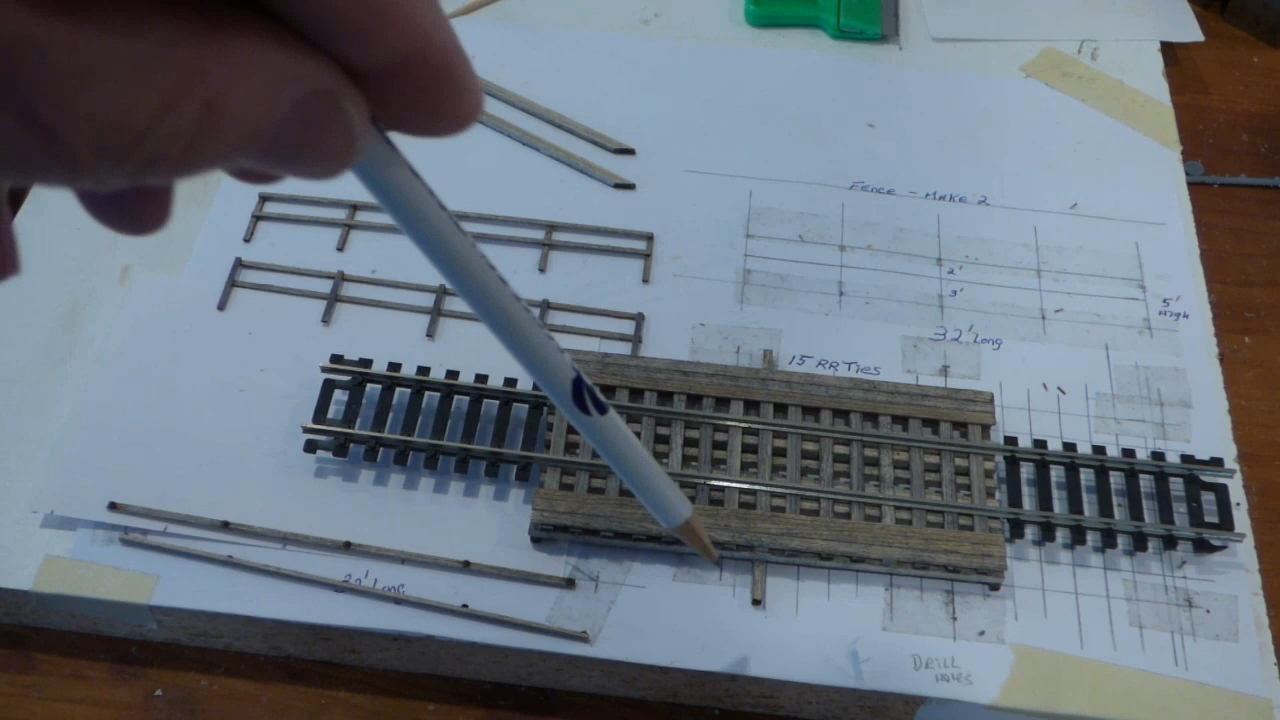 Fence - Make 2
2'
3'
5'
High
32' Long
15 RR Ties
32' Long
Drill
Holes